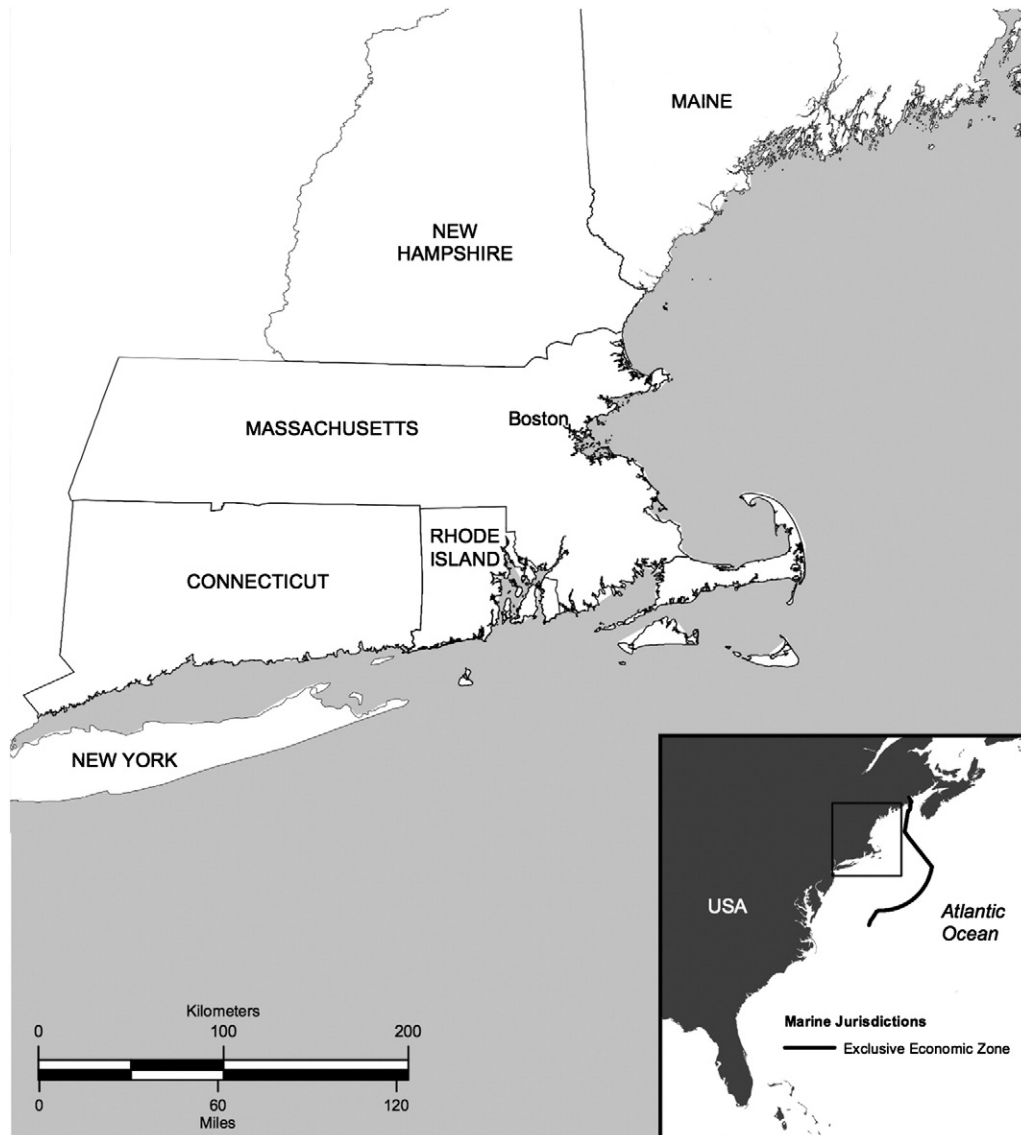 MAINE
NEW
HAMPSHIRE
MASSACHUSETTS
Boston
RHODE
ISLAND
CONNECTICUT
NEW YORK
Kilometers
0 100 200
0 60 120
Miles
USA
Atlantic
Ocean
Marine Jurisdictions
Exclusive Economic Zone